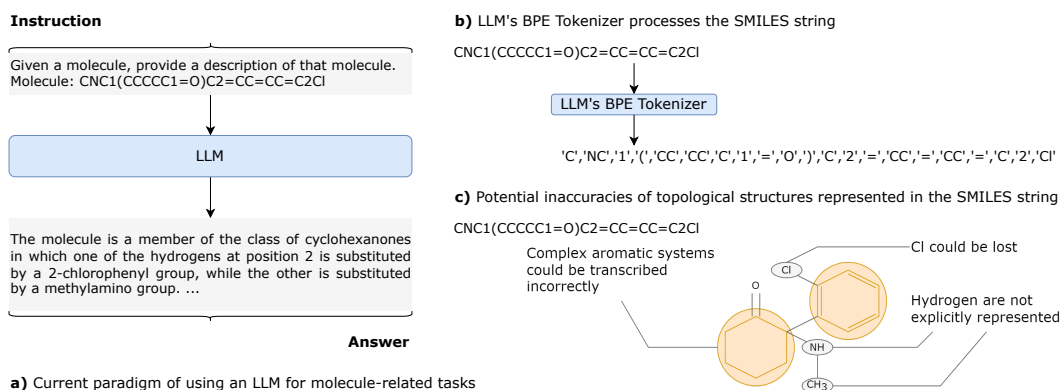 Instruction
Given a molecule, provide a description of that molecule.
Molecule: CNC1(CCCCC1=O)C2=CC=CC=C2Cl
LLM
The molecule is a member of the class of cyclohexanones
in which one of the hydrogens at position 2 is substituted
by a 2-chlorophenyl group, while the other is substituted
by a methylamino group. ...
Answer
a) Current paradigm of using an LLM for molecule-related tasks
b) LLM's BPE Tokenizer processes the SMILES string
CNC1(CCCCC1=O)C2=CC=CC=C2Cl
LLM's BPE Tokenizer
'C','NC','1','(','CC','CC','C','1','=','O',')','C','2','=','CC','=','CC','=','C','2','Cl'
c) Potential inaccuracies of topological structures represented in the SMILES string
CNC1(CCCCC1=O)C2=CC=CC=C2Cl
Complex aromatic systems
could be transcribed
incorrectly
Cl could be lost
Cl
O
Hydrogen are not
explicitly represented
NH
CH3